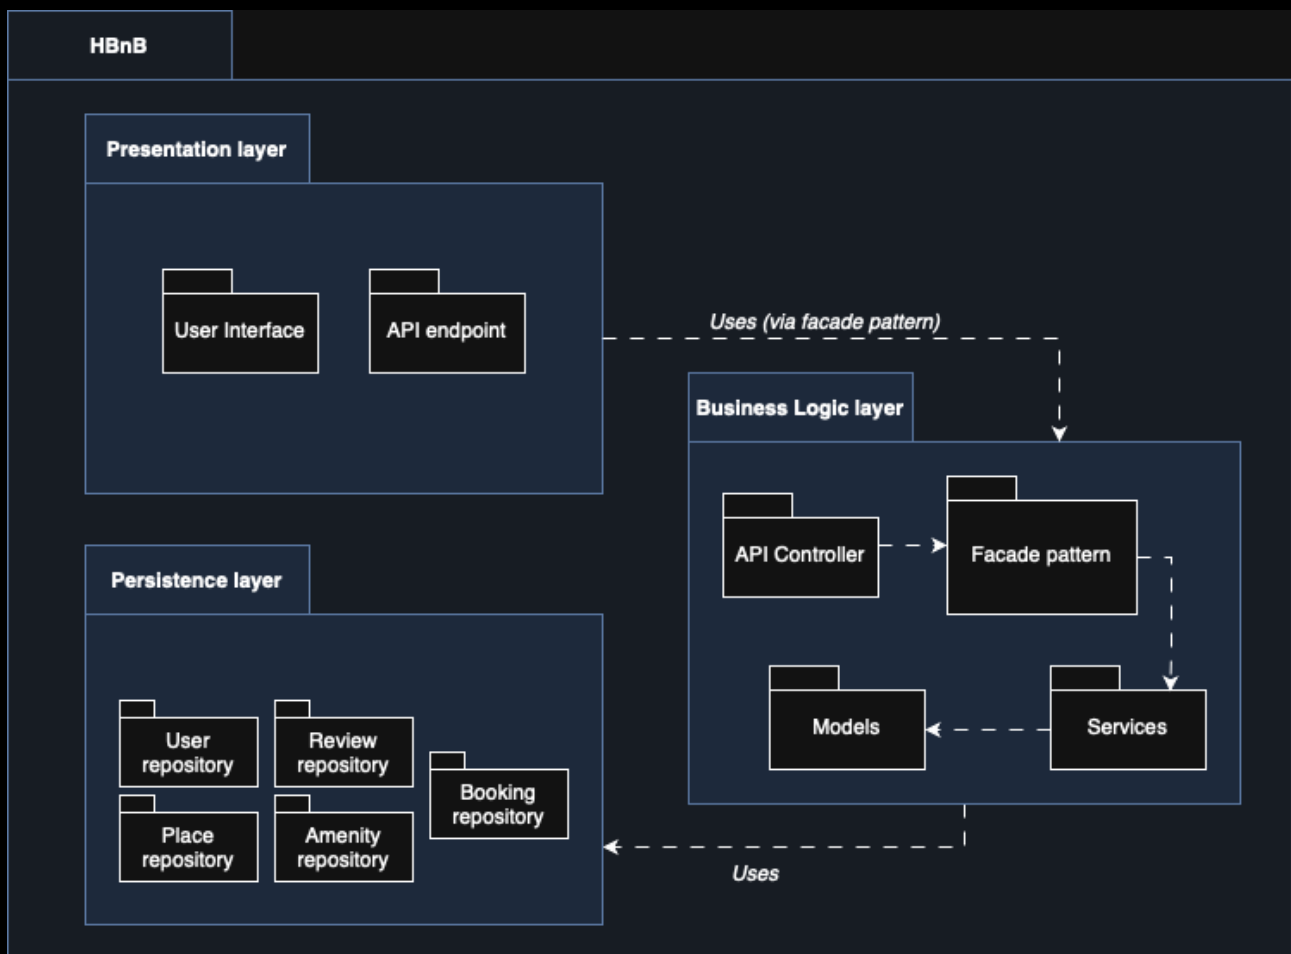 HBnB
Presentation layer
User Interface
API endpoint
Uses (via facade pattern)
Business Logic layer
API Controller
Facade pattern
Models
Services
Persistence layer
User
repository
Review
repository
Booking
repository
Place
repository
Amenity
repository
Uses